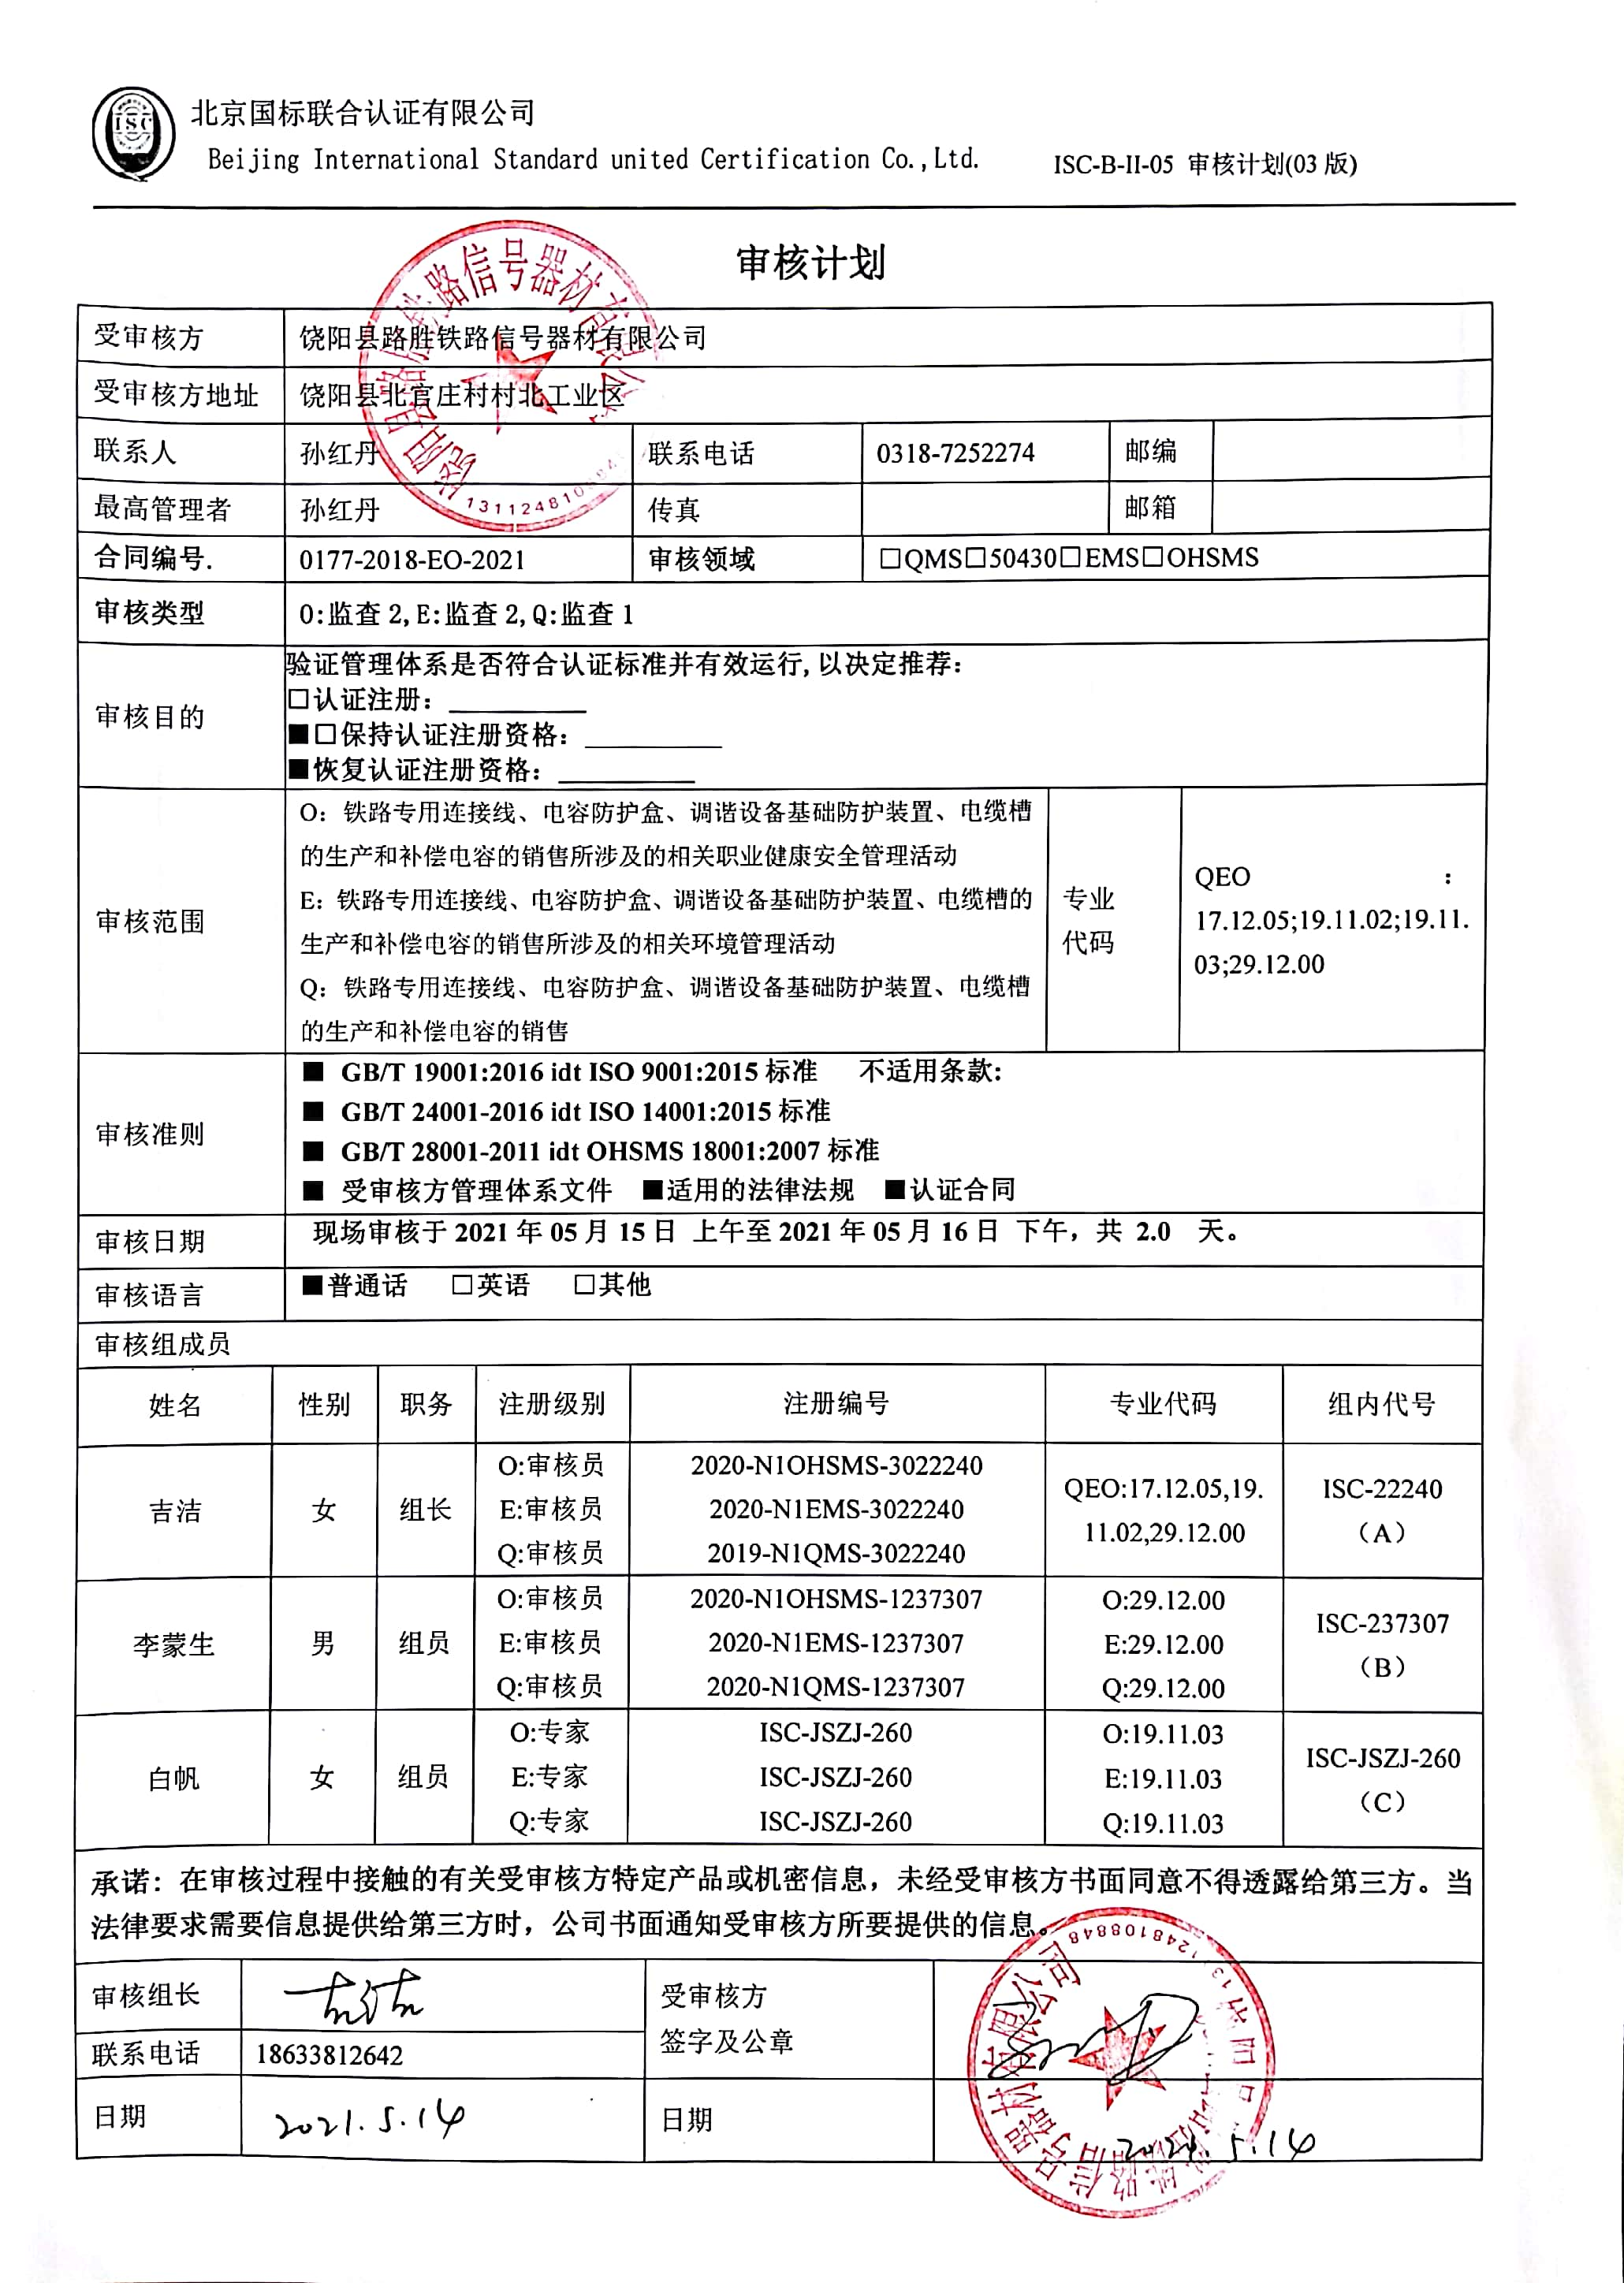 ISC
北京国标联合认证有限公司
Beijing International Standard united Certification Co.,Ltd.
ISC-B-II-05 审核计划(03 版)
审核计划
受审核方 饶阳县路胜铁路信号器材有限公司
受审核方地址 饶阳县北官庄村村北工业区
联系人 孙红丹 联系电话 0318-7252274 邮编
最高管理者 孙红丹 传真 邮箱
合同编号. 0177-2018-EO-2021 审核领域 □QMS□50430□EMS□OHSMS
审核类型 O:监查 2,E:监查 2,Q:监查 1
审核目的
验证管理体系是否符合认证标准并有效运行,以决定推荐:
□认证注册:
■□保持认证注册资格:
■恢复认证注册资格:
审核范围
O: 铁路专用连接线、电容防护盒、调谐设备基础防护装置、电缆槽
的生产和补偿电容的销售所涉及的相关职业健康安全管理活动
E: 铁路专用连接线、电容防护盒、调谐设备基础防护装置、电缆槽的
生产和补偿电容的销售所涉及的相关环境管理活动
Q: 铁路专用连接线、电容防护盒、调谐设备基础防护装置、电缆槽
的生产和补偿电容的销售
专业
代码
QEO :
17.12.05;19.11.02;19.11.
03;29.12.00
审核准则
■ GB/T 19001:2016 idt ISO 9001:2015 标准 不适用条款:
■ GB/T 24001-2016 idt ISO 14001:2015 标准
■ GB/T 28001-2011 idt OHSMS 18001:2007 标准
■ 受审核方管理体系文件 ■适用的法律法规 ■认证合同
审核日期 现场审核于 2021 年 05 月 15 日 上午至 2021 年 05 月 16 日 下午,共 2.0 天。
审核语言 ■普通话 □英语 □其他
审核组成员
姓名 性别 职务 注册级别 注册编号 专业代码 组内代号
吉洁 女 组长
O:审核员 2020-N1OHSMS-3022240
E:审核员 2020-N1EMS-3022240
Q:审核员 2019-N1QMS-3022240
QEO:17.12.05,19.
11.02,29.12.00
ISC-22240
(A)
李蒙生 男 组员
O:审核员 2020-N1OHSMS-1237307 O:29.12.00
E:审核员 2020-N1EMS-1237307 E:29.12.00
Q:审核员 2020-N1QMS-1237307 Q:29.12.00
ISC-237307
(B)
白帆 女 组员
O:专家 ISC-JSZJ-260 O:19.11.03
E:专家 ISC-JSZJ-260 E:19.11.03
Q:专家 ISC-JSZJ-260 Q:19.11.03
ISC-JSZJ-260
(C)
承诺: 在审核过程中接触的有关受审核方特定产品或机密信息,未经受审核方书面同意不得透露给第三方。当
法律要求需要信息提供给第三方时,公司书面通知受审核方所要提供的信息。
审核组长 吉洁
受审核方
签字及公章
联系电话 18633812642
日期 2021.5.14 日期 2021.5.14